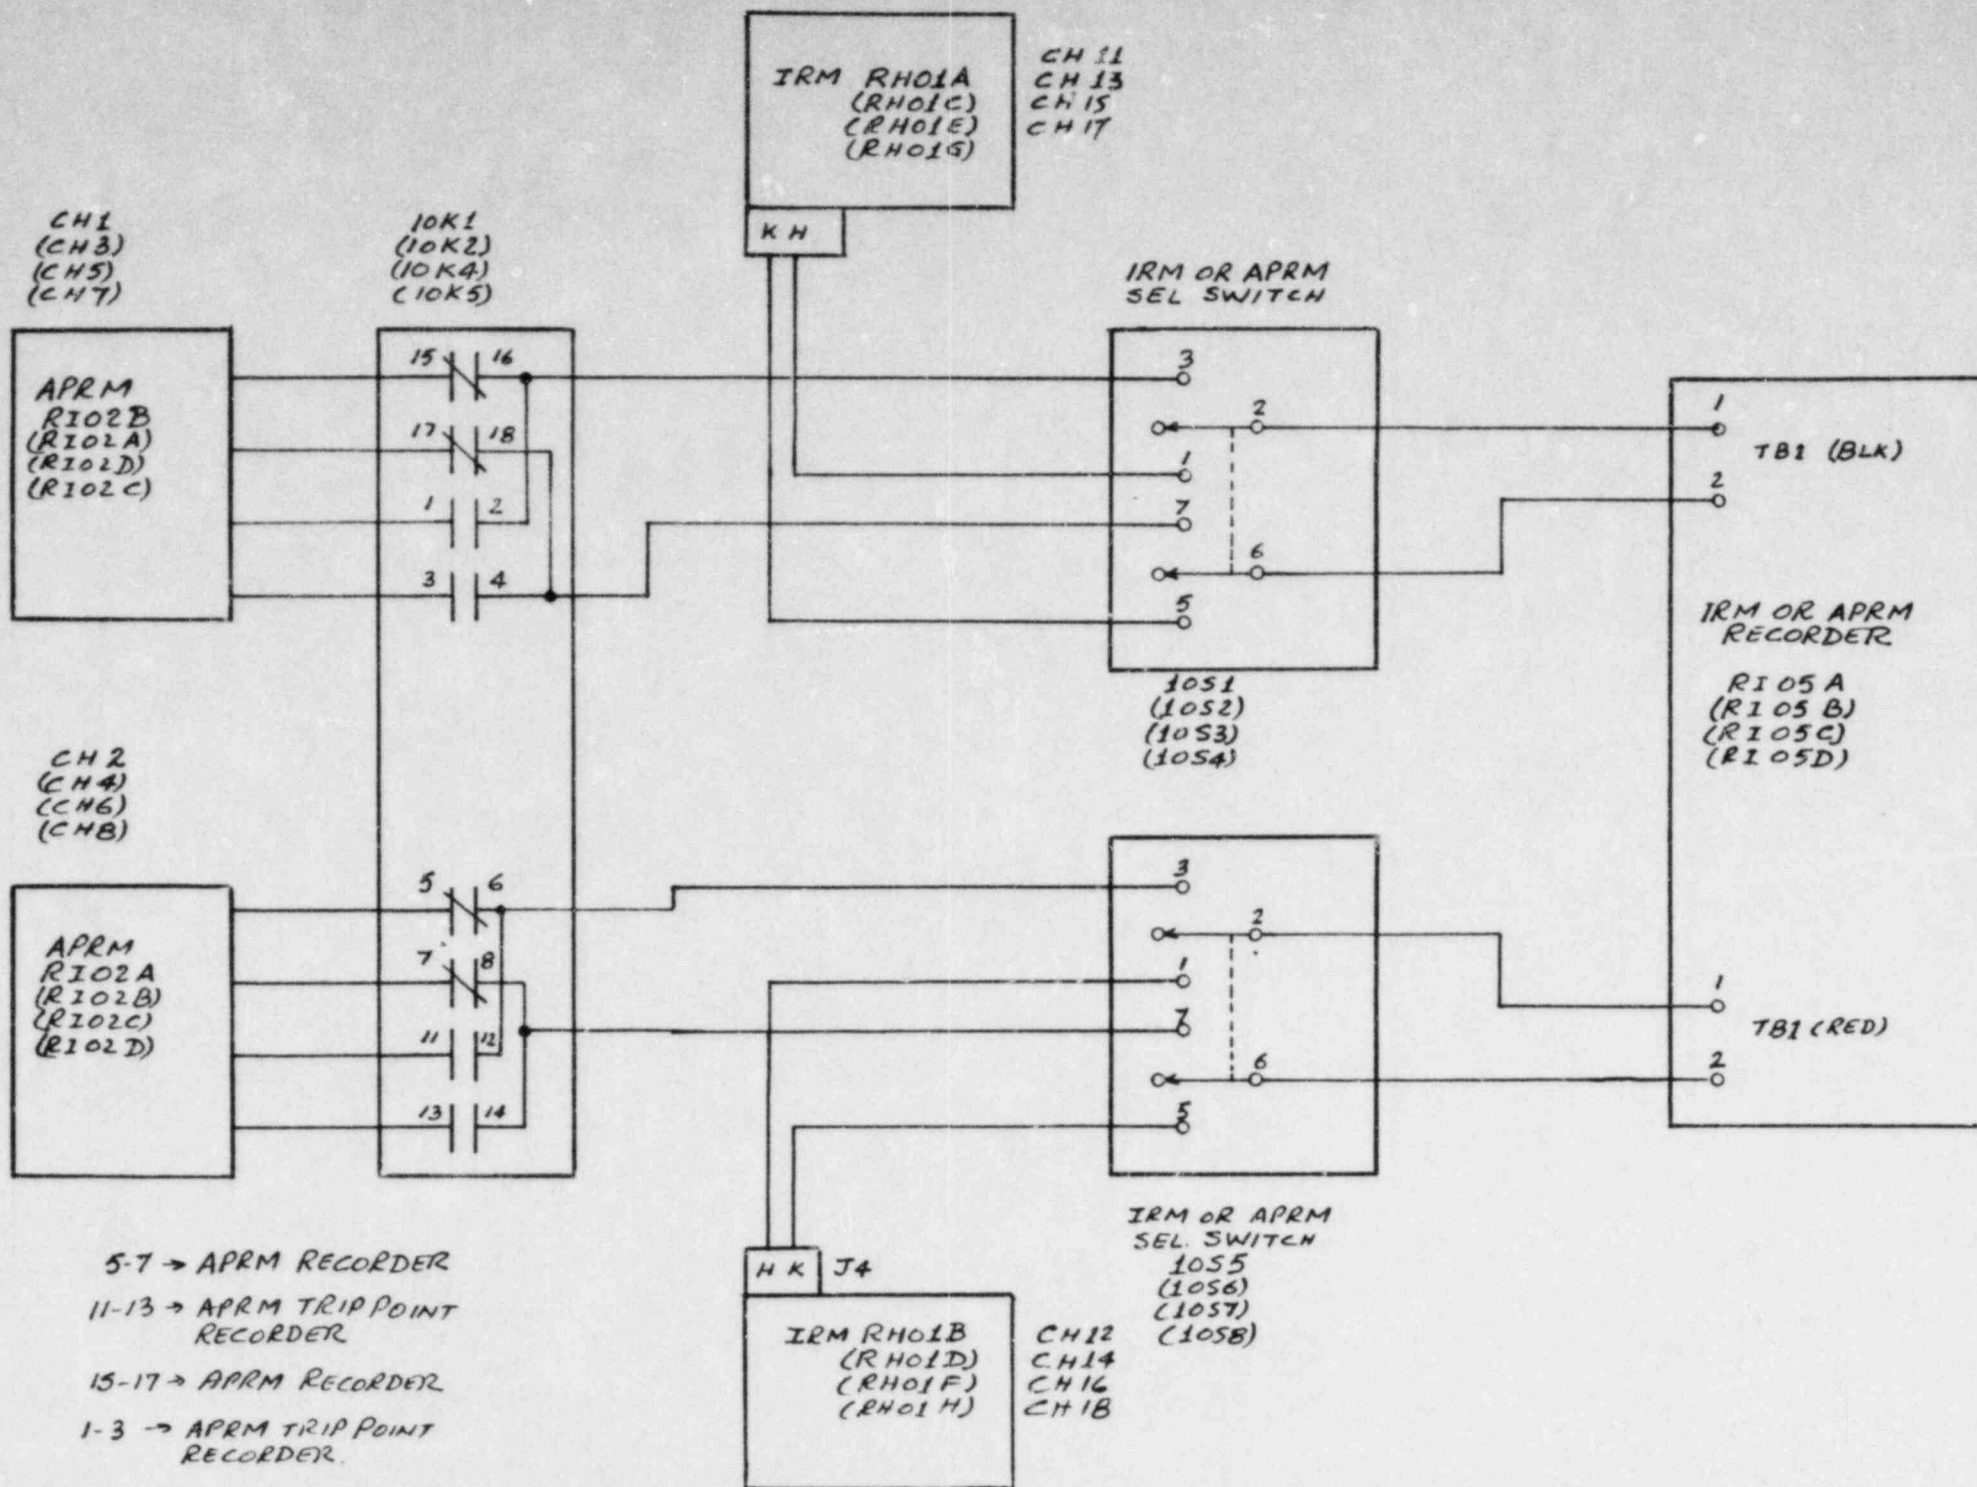 IRM RH01A
(RH01C)
(RH01E)
(RH01G)
CH 11
CH 13
CH 15
CH 17
K H
CH1
(CH3)
(CH5)
(CH7)
10K1
(10K2)
(10K4)
(10K5)
IRM OR APRM
SEL SWITCH
APRM
RI02B
(RI02A)
(RI02D)
(RI02C)
15 16
17 18
1 2
3 4
3
2
1
7
6
5
1
TB1 (BLK)
2
IRM OR APRM
RECORDER
RI05A
(RI05B)
(RI05C)
(RI05D)
10S1
(10S2)
(10S3)
(10S4)
CH 2
(CH4)
(CH6)
(CH8)
APRM
RI02A
(RI02B)
(RI02C)
(RI02D)
5 6
7 8
11 12
13 14
3
2
1
7
6
5
1
TB1 (RED)
2
IRM OR APRM
SEL. SWITCH
10S5
(10S6)
(10S7)
(10S8)
H K J4
IRM RH01B
(RH01D)
(RH01F)
(RH01H)
CH12
CH14
CH16
CH18
5-7 → APRM RECORDER
11-13 → APRM TRIP POINT
RECORDER
15-17 → APRM RECORDER
1-3 → APRM TRIP POINT
RECORDER.